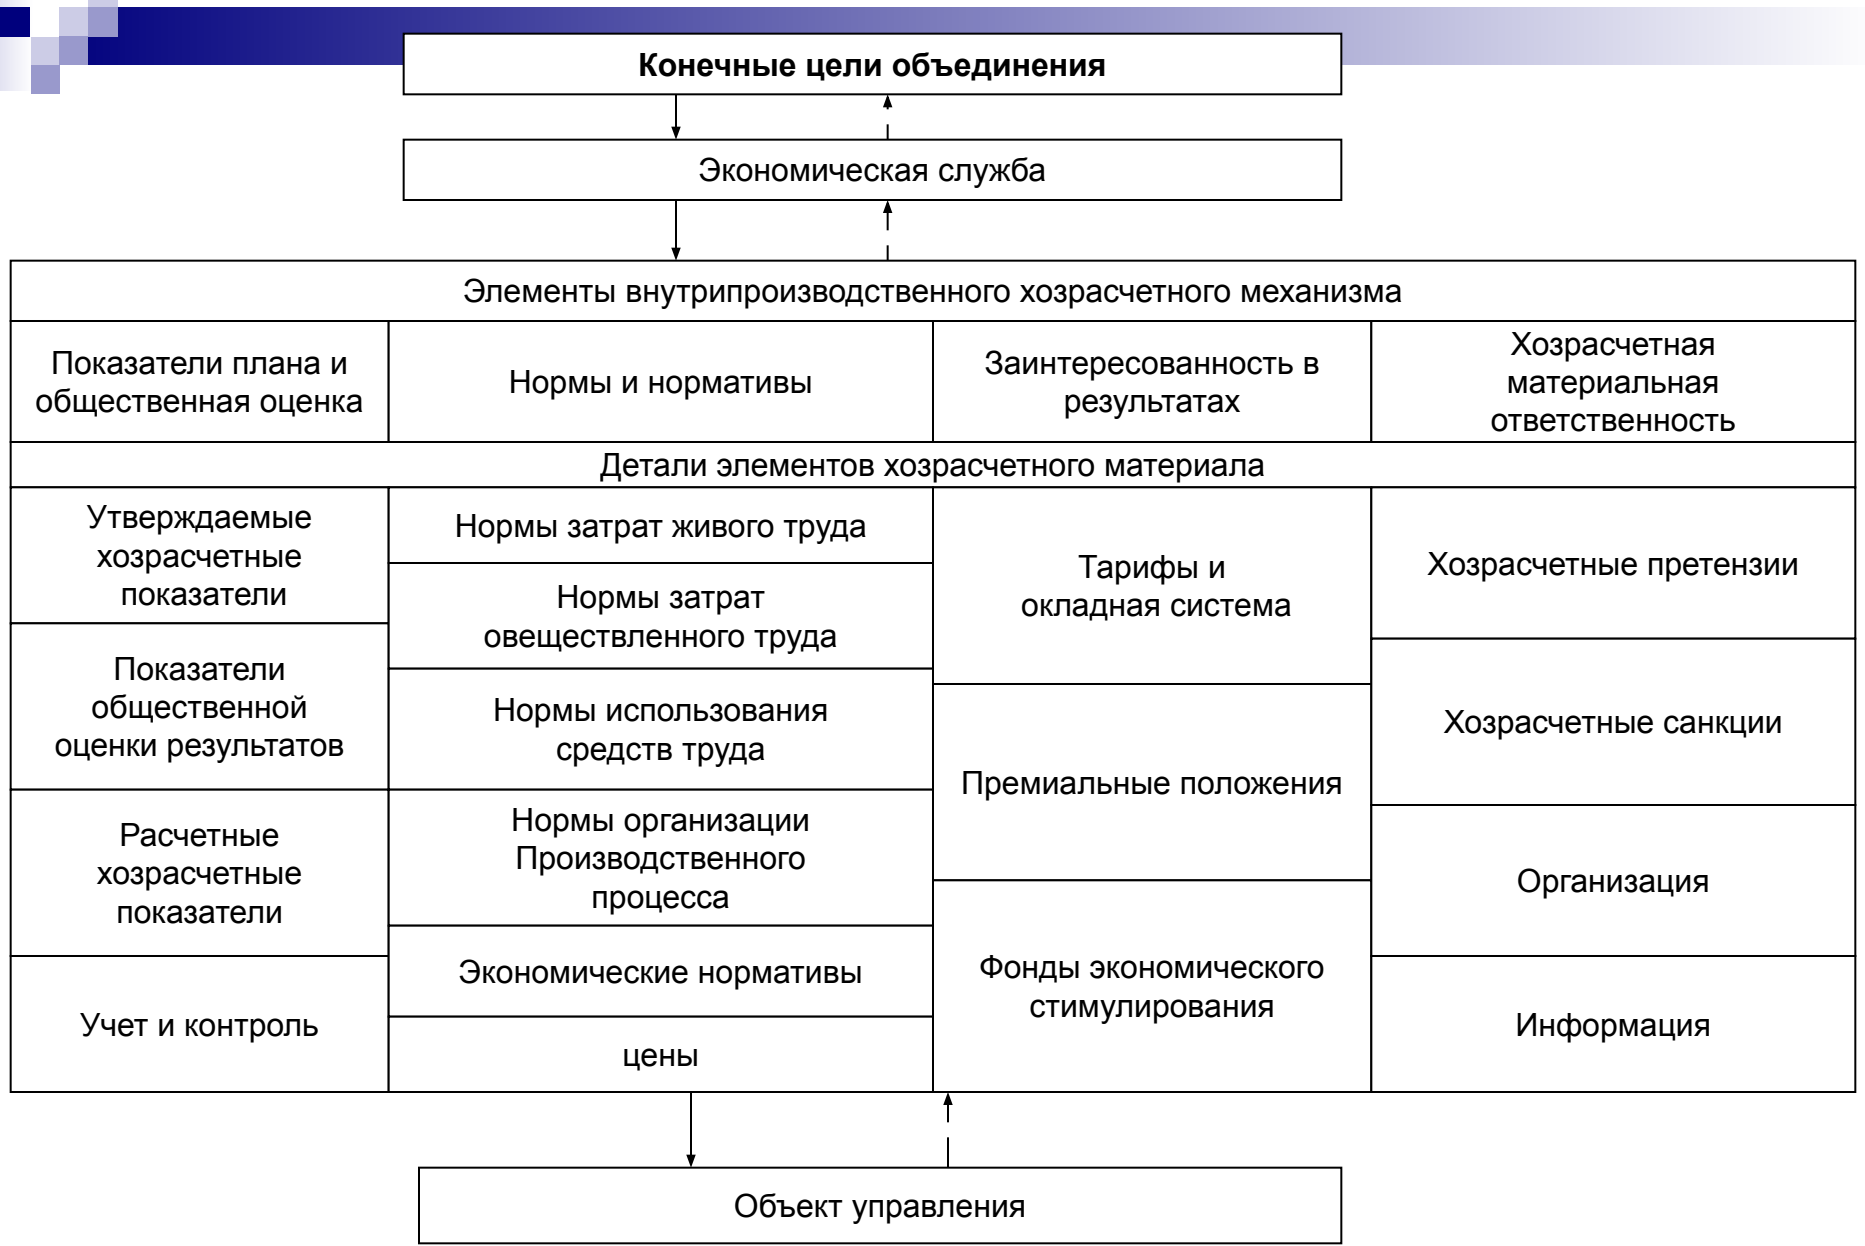 Конечные цели объединения
Экономическая служба
Элементы внутрипроизводственного хозрасчетного механизма
Показатели плана и
общественная оценка
Нормы и нормативы
Заинтересованность в
результатах
Хозрасчетная
материальная
ответственность
Детали элементов хозрасчетного материала
Утверждаемые
хозрасчетные
показатели
Показатели
общественной
оценки результатов
Расчетные
хозрасчетные
показатели
Учет и контроль
Нормы затрат живого труда
Нормы затрат
овеществленного труда
Нормы использования
средств труда
Нормы организации
Производственного
процесса
Экономические нормативы
цены
Тарифы и
окладная система
Премиальные положения
Фонды экономического
стимулирования
Хозрасчетные претензии
Хозрасчетные санкции
Организация
Информация
Объект управления